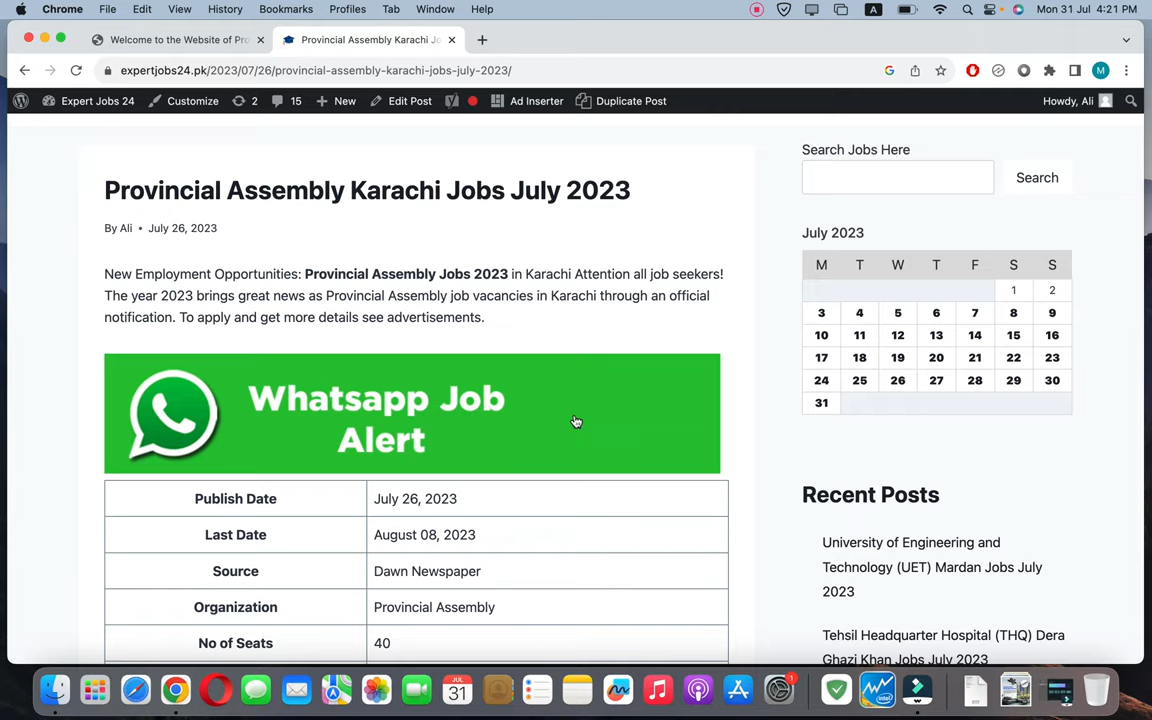 Chrome File Edit View History Bookmarks Profiles Tab Window Help A Mon 31 Jul 4:21 PM
Welcome to the Website of Pro
Provincial Assembly Karachi Jo
expertjobs24.pk/2023/07/26/provincial-assembly-karachi-jobs-july-2023/
M
Expert Jobs 24 Customize 2 15 New Edit Post Ad Inserter Duplicate Post Howdy, Ali
Provincial Assembly Karachi Jobs July 2023
By Ali • July 26, 2023
New Employment Opportunities: Provincial Assembly Jobs 2023 in Karachi Attention all job seekers!
The year 2023 brings great news as Provincial Assembly job vacancies in Karachi through an official
notification. To apply and get more details see advertisements.
Whatsapp Job
Alert
Publish Date July 26, 2023
Last Date August 08, 2023
Source Dawn Newspaper
Organization Provincial Assembly
No of Seats 40
Search Jobs Here
Search
July 2023
M T W T F S S
1 2
3 4 5 6 7 8 9
10 11 12 13 14 15 16
17 18 19 20 21 22 23
24 25 26 27 28 29 30
31
Recent Posts
University of Engineering and
Technology (UET) Mardan Jobs July
2023
Tehsil Headquarter Hospital (THQ) Dera
Ghazi Khan Jobs July 2023
JUL
31
1
intel